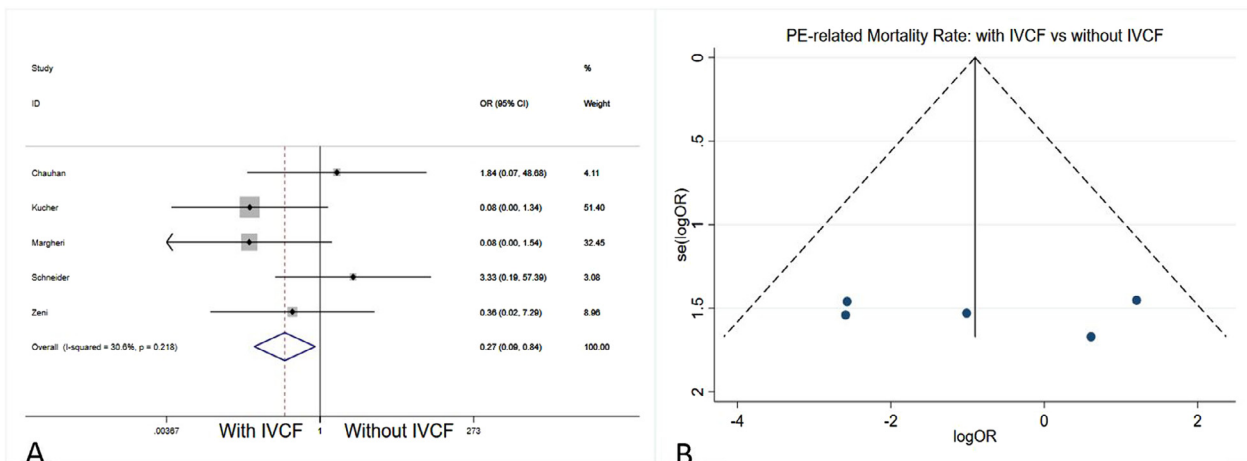 Study %
ID OR (95% CI) Weight
Chauhan 1.84 (0.07, 48.68) 4.11
Kucher 0.08 (0.00, 1.34) 51.40
Margheri 0.08 (0.00, 1.54) 32.45
Schneider 3.33 (0.19, 57.39) 3.08
Zeni 0.36 (0.02, 7.29) 8.96
Overall (I-squared = 30.6%, p = 0.218) 0.27 (0.09, 0.84) 100.00
.00367 With IVCF 1 Without IVCF 273
A
PE-related Mortality Rate: with IVCF vs without IVCF
se(logOR)
0
.5
1
1.5
2
-4 -2 0 2
logOR
B